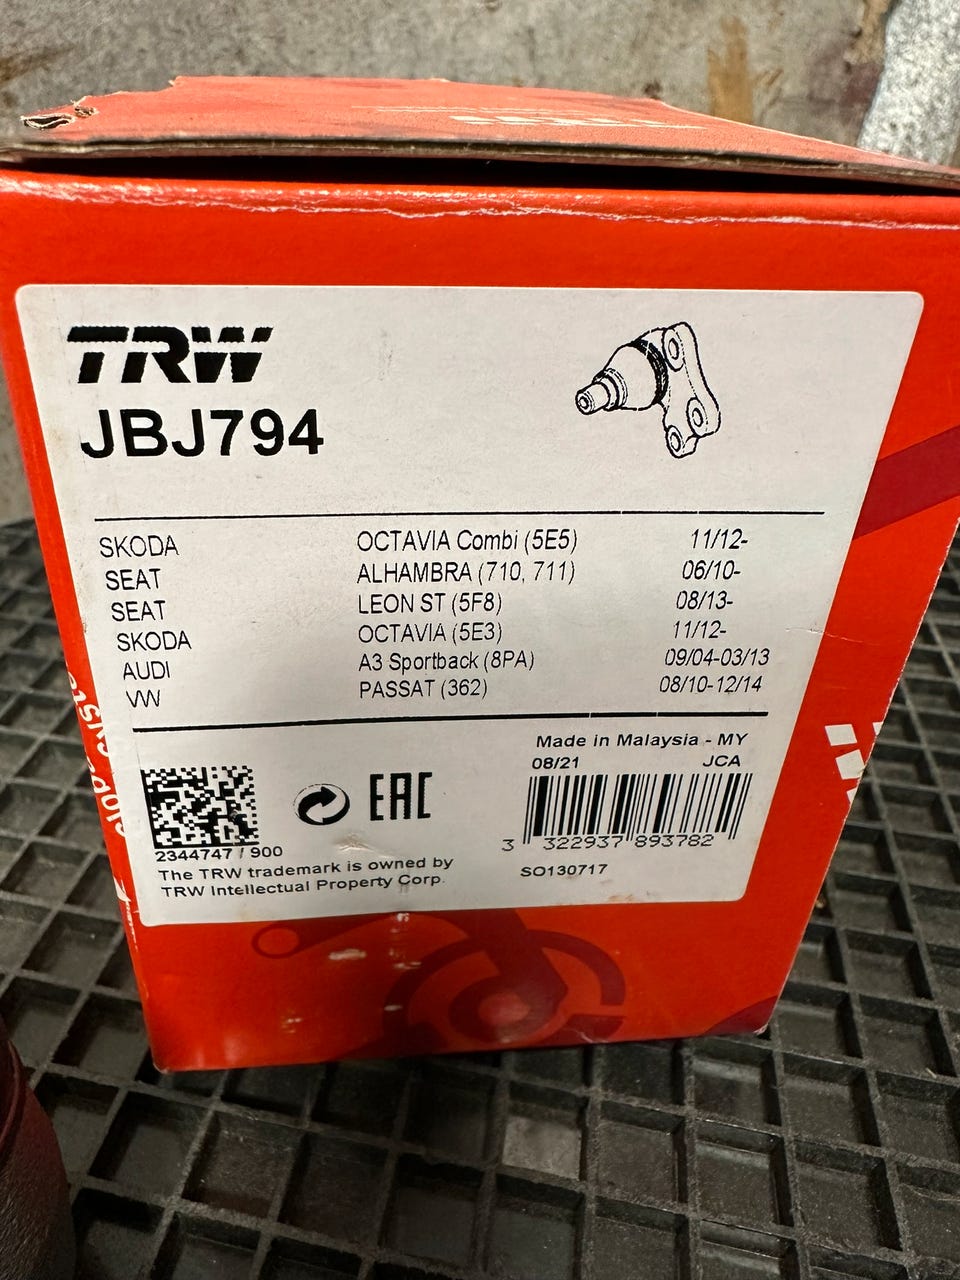 TRW
JBJ794
SKODA OCTAVIA Combi (5E5) 11/12-
SEAT ALHAMBRA (710, 711) 06/10-
SEAT LEON ST (5F8) 08/13-
SKODA OCTAVIA (5E3) 11/12-
AUDI A3 Sportback (8PA) 09/04-03/13
VW PASSAT (362) 08/10-12/14
Made in Malaysia - MY
08/21 JCA
EAC
3 322937 893782
2344747 / 900
The TRW trademark is owned by
TRW Intellectual Property Corp.
SO130717